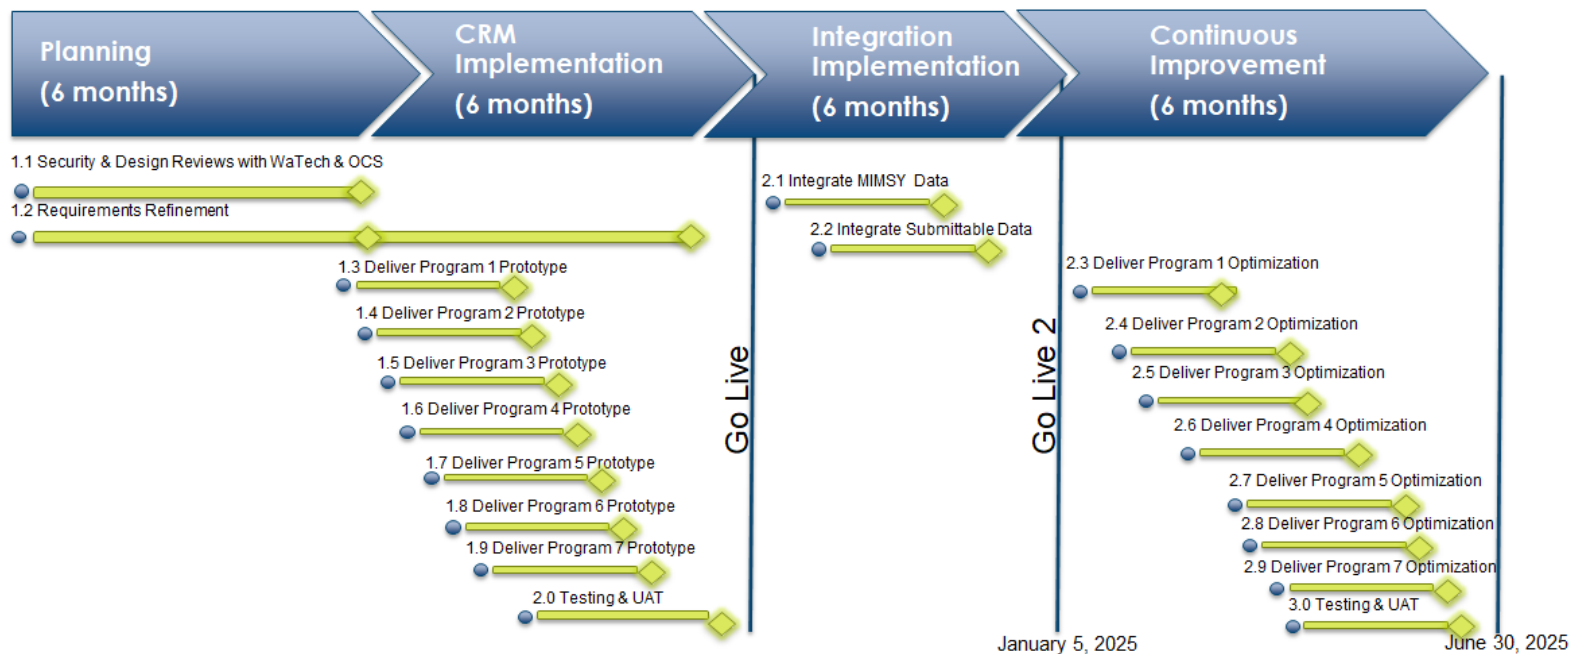 Planning
(6 months)
CRM
Implementation
(6 months)
Integration
Implementation
(6 months)
Continuous
Improvement
(6 months)
1.1 Security & Design Reviews with WaTech & OCS
1.2 Requirements Refinement
1.3 Deliver Program 1 Prototype
1.4 Deliver Program 2 Prototype
1.5 Deliver Program 3 Prototype
1.6 Deliver Program 4 Prototype
1.7 Deliver Program 5 Prototype
1.8 Deliver Program 6 Prototype
1.9 Deliver Program 7 Prototype
2.0 Testing & UAT
Go Live
2.1 Integrate MIMSY Data
2.2 Integrate Submittable Data
Go Live 2
January 5, 2025
2.3 Deliver Program 1 Optimization
2.4 Deliver Program 2 Optimization
2.5 Deliver Program 3 Optimization
2.6 Deliver Program 4 Optimization
2.7 Deliver Program 5 Optimization
2.8 Deliver Program 6 Optimization
2.9 Deliver Program 7 Optimization
3.0 Testing & UAT
June 30, 2025